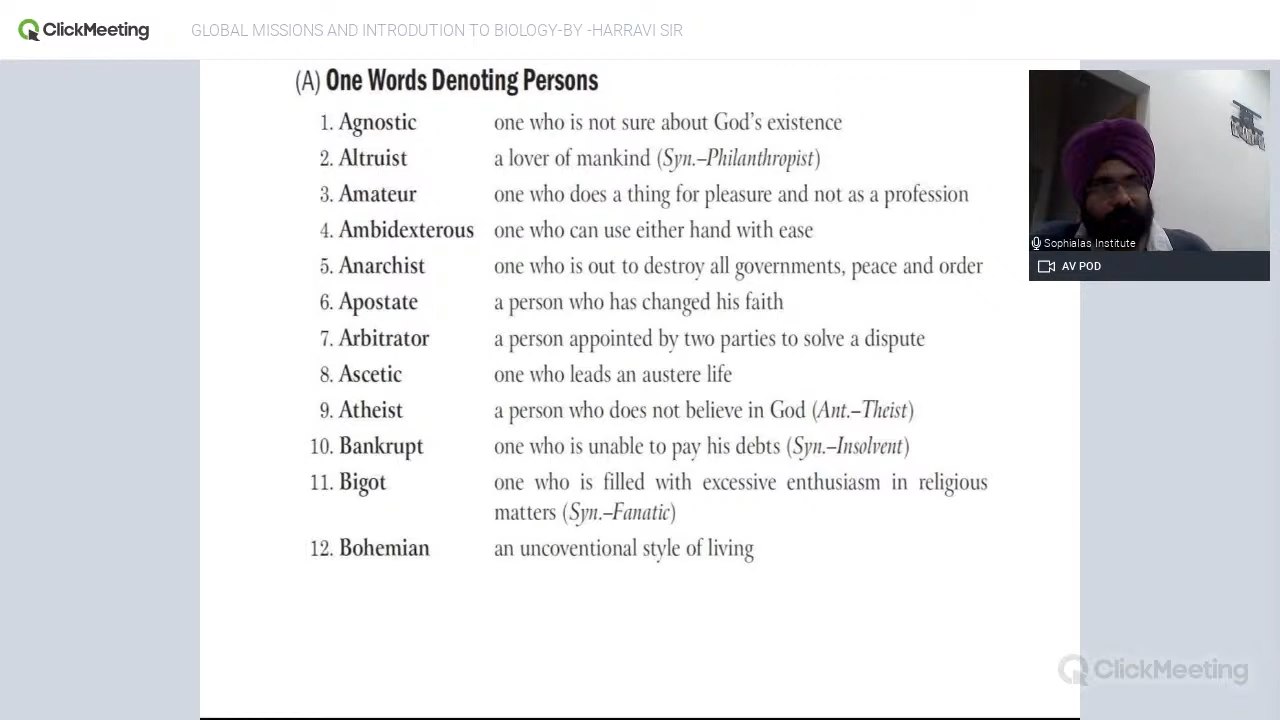 ClickMeeting
GLOBAL MISSIONS AND INTRODUTION TO BIOLOGY-BY -HARRAVI SIR
(A) One Words Denoting Persons
1. Agnostic one who is not sure about God's existence
2. Altruist a lover of mankind (Syn.–Philanthropist)
3. Amateur one who does a thing for pleasure and not as a profession
4. Ambidexterous one who can use either hand with ease
5. Anarchist one who is out to destroy all governments, peace and order
6. Apostate a person who has changed his faith
7. Arbitrator a person appointed by two parties to solve a dispute
8. Ascetic one who leads an austere life
9. Atheist a person who does not believe in God (Ant.–Theist)
10. Bankrupt one who is unable to pay his debts (Syn.–Insolvent)
11. Bigot one who is filled with excessive enthusiasm in religious
matters (Syn.–Fanatic)
12. Bohemian an uncoventional style of living
Sophialas Institute
AV POD
ClickMeeting